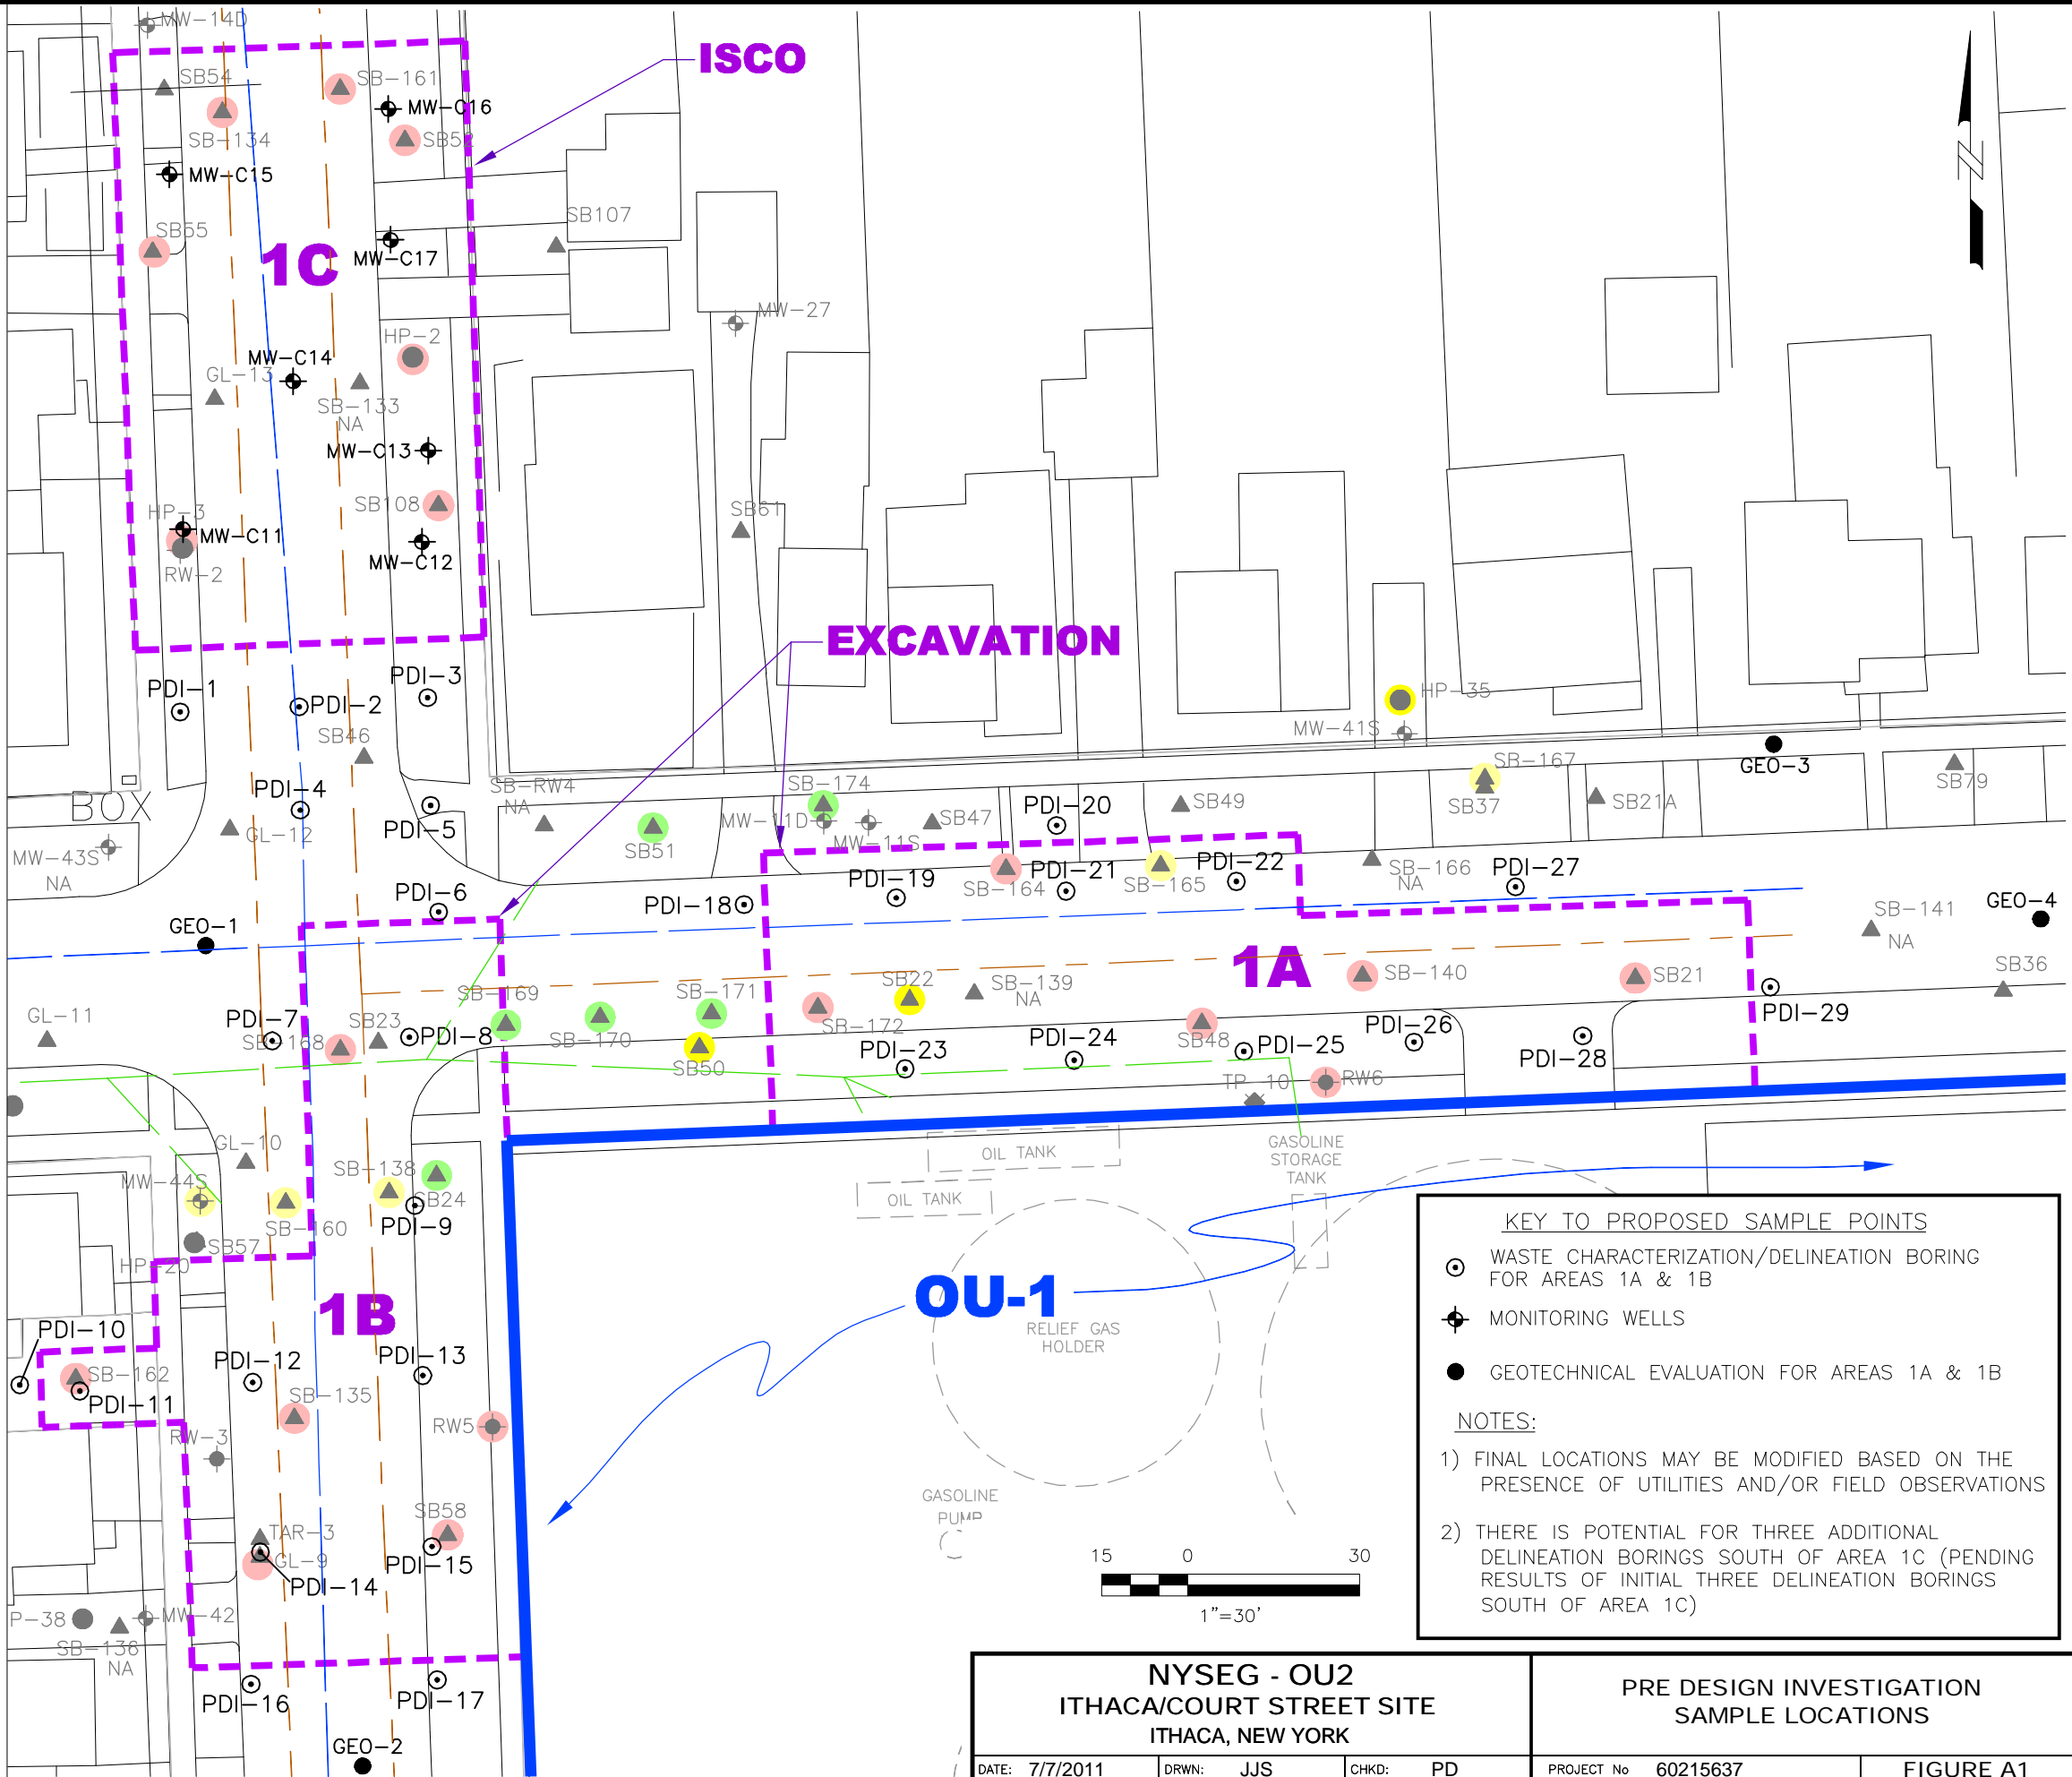 MW-14D
ISCO
SB54
SB-161
MW-C16
SB-134
SB52
MW-C15
SB107
SB55
1C
MW-C17
MW-27
HP-2
MW-C14
GL-13
SB-133
NA
MW-C13
SB108
SB61
HP-3
MW-C11
MW-C12
RW-2
EXCAVATION
PDI-1
PDI-3
PDI-2
HP-35
SB46
MW-41S
GEO-3
SB-167
SB-174
SB79
SB-RW4
NA
PDI-4
BOX
PDI-20
SB49
SB37
SB21A
PDI-5
GL-12
MW-11D
SB47
MW-11S
SB51
MW-43S
NA
PDI-22
SB-166
NA
PDI-27
PDI-19
SB-164
PDI-21
SB-165
PDI-6
PDI-18
GEO-4
GEO-1
SB-141
NA
1A
SB-140
SB21
SB36
SB22
SB-139
NA
SB-169
SB-171
GL-11
PDI-7
SB23
PDI-8
SB-168
SB-170
SB-172
PDI-24
SB48
PDI-26
PDI-29
PDI-23
PDI-25
PDI-28
SB50
TP-10
RW6
GL-10
OIL TANK
GASOLINE
STORAGE
TANK
SB-138
MW-44S
SB24
OIL TANK
PDI-9
SB-160
SB57
HP-20
OU-1
1B
RELIEF GAS
HOLDER
PDI-10
PDI-12
PDI-13
SB-162
PDI-11
SB-135
RW5
RW-3
GASOLINE
PUMP
SB58
TAR-3
GL-9
PDI-15
PDI-14
P-38
MW-42
SB-136
NA
PDI-16
PDI-17
GEO-2
KEY TO PROPOSED SAMPLE POINTS
WASTE CHARACTERIZATION/DELINEATION BORING
FOR AREAS 1A & 1B
MONITORING WELLS
GEOTECHNICAL EVALUATION FOR AREAS 1A & 1B
NOTES:
1) FINAL LOCATIONS MAY BE MODIFIED BASED ON THE
PRESENCE OF UTILITIES AND/OR FIELD OBSERVATIONS
2) THERE IS POTENTIAL FOR THREE ADDITIONAL
DELINEATION BORINGS SOUTH OF AREA 1C (PENDING
RESULTS OF INITIAL THREE DELINEATION BORINGS
SOUTH OF AREA 1C)
15 0 30
1"=30'
N
NYSEG - OU2
ITHACA/COURT STREET SITE
ITHACA, NEW YORK
PRE DESIGN INVESTIGATION
SAMPLE LOCATIONS
DATE: 7/7/2011 DRWN: JJS CHKD: PD PROJECT No 60215637 FIGURE A1